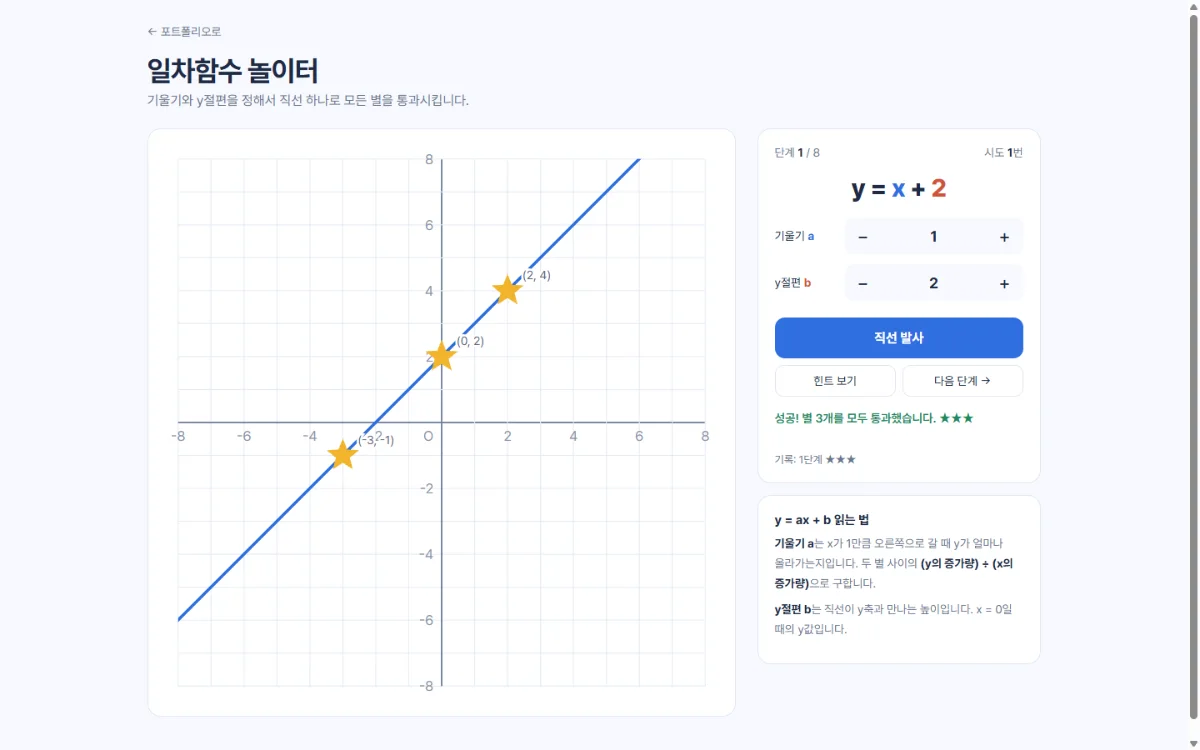 ← 포트폴리오로
일차함수 놀이터
기울기와 y절편을 정해서 직선 하나로 모든 별을 통과시킵니다.
8
6
(2, 4)
4
(0, 2)
2
-8 -6 -4 -2 O 2 4 6 8
(-3, -1)
-2
-4
-6
-8
단계 1 / 8 시도 1번
y = x + 2
기울기 a − 1 +
y절편 b − 2 +
직선 발사
힌트 보기 다음 단계 →
성공! 별 3개를 모두 통과했습니다. ★★★
기록: 1단계 ★★★
y = ax + b 읽는 법
기울기 a는 x가 1만큼 오른쪽으로 갈 때 y가 얼마나
올라가는지입니다. 두 별 사이의 (y의 증가량) ÷ (x의
증가량)으로 구합니다.
y절편 b는 직선이 y축과 만나는 높이입니다. x = 0일
때의 y값입니다.